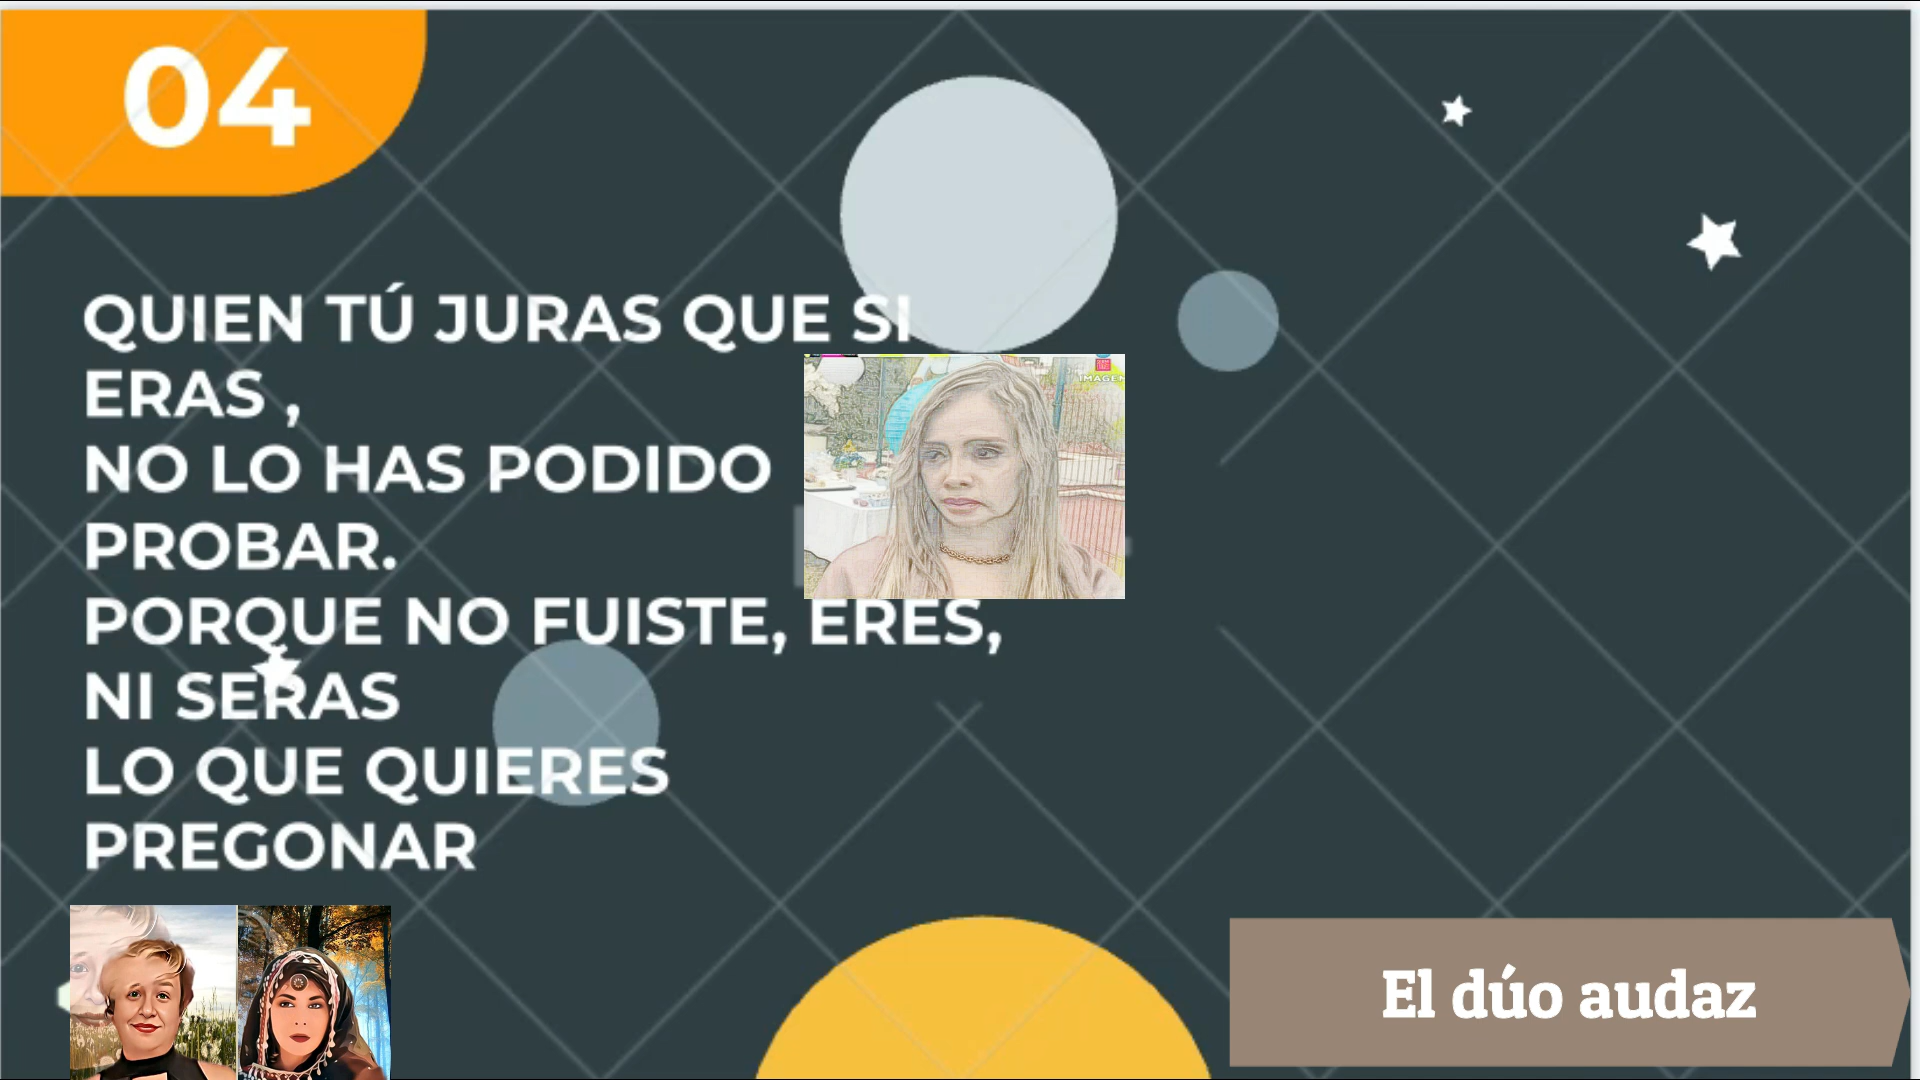 04
QUIEN TÚ JURAS QUE SI
ERAS ,
NO LO HAS PODIDO
PROBAR.
PORQUE NO FUISTE, ERES,
NI SERAS
LO QUE QUIERES
PREGONAR
IMAGEN
El dúo audaz